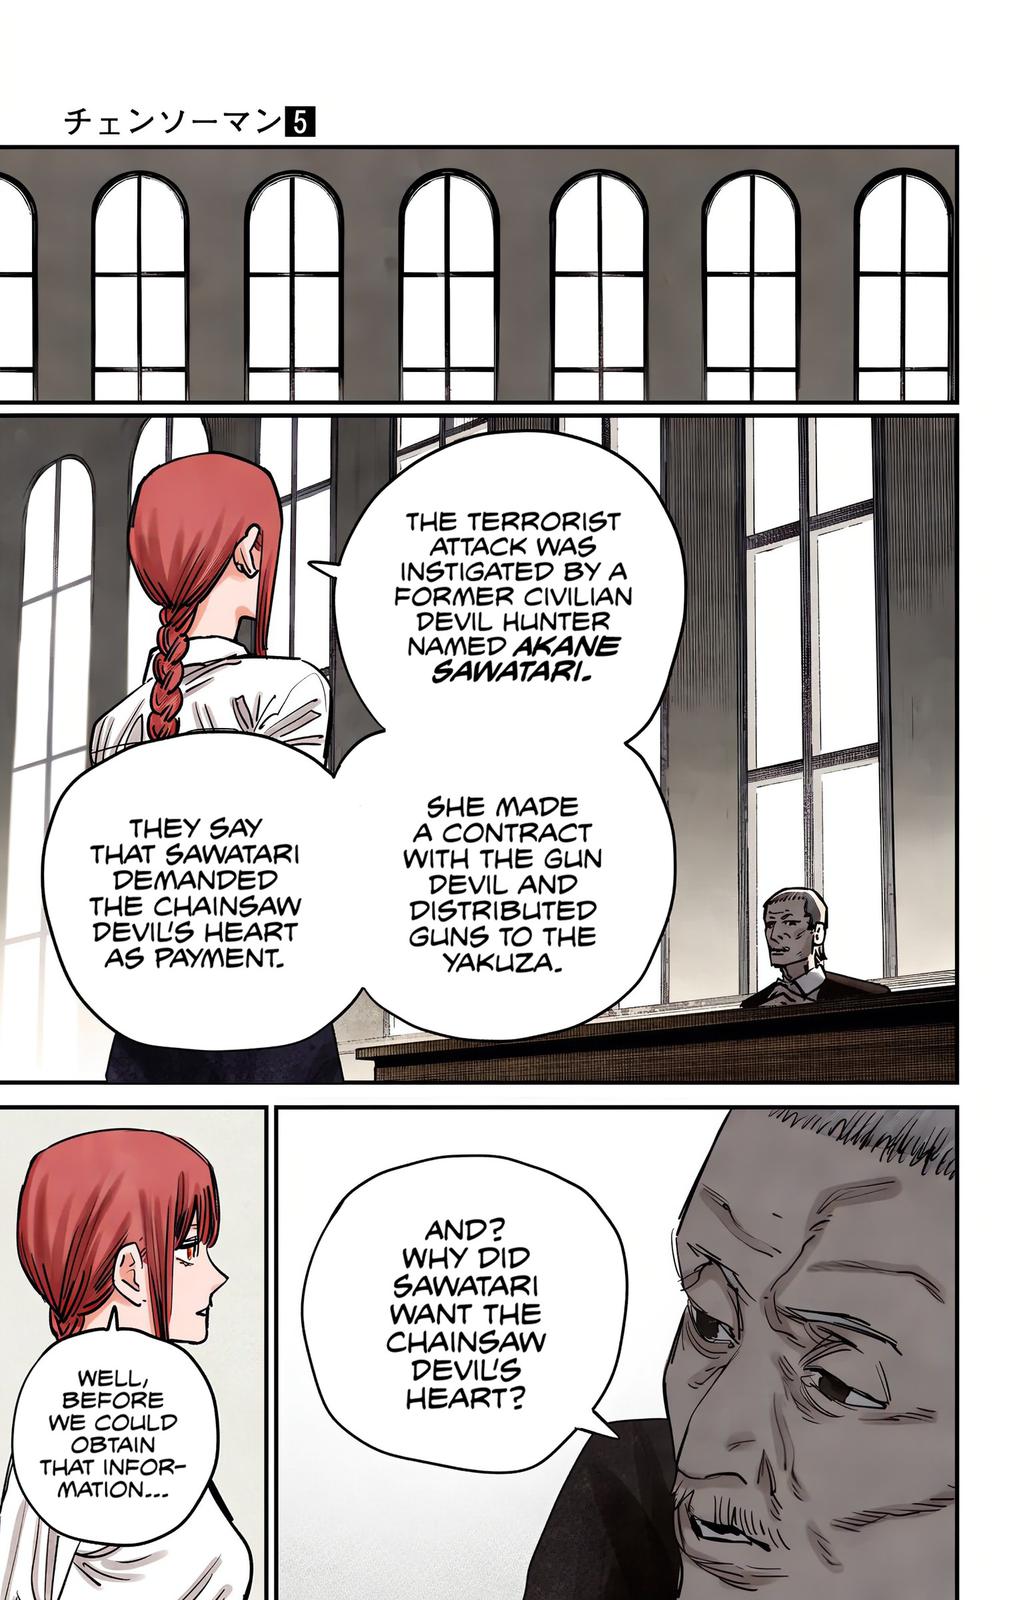 チェンソーマン5
THE TERRORIST
ATTACK WAS
INSTIGATED BY A
FORMER CIVILIAN
DEVIL HUNTER
NAMED AKANE
SAWATARI.
SHE MADE
A CONTRACT
WITH THE GUN
DEVIL AND
DISTRIBUTED
GUNS TO THE
YAKUZA.
THEY SAY
THAT SAWATARI
DEMANDED
THE CHAINSAW
DEVIL'S HEART
AS PAYMENT.
AND?
WHY DID
SAWATARI
WANT THE
CHAINSAW
DEVIL'S
HEART?
WELL,
BEFORE
WE COULD
OBTAIN
THAT INFOR-
MATION...